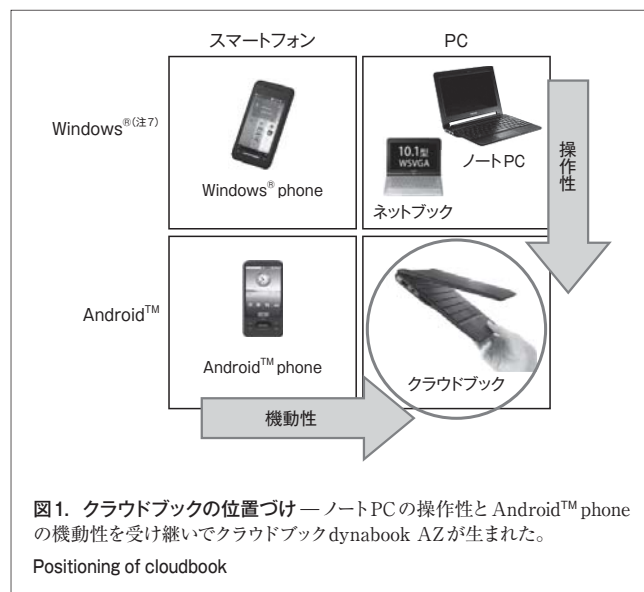 スマートフォン
PC
Windows®(注7)
Windows® phone
10.1型
WSVGA
ノートPC
ネットブック
操作性
Android™
Android™ phone
クラウドブック
機動性
図1. クラウドブックの位置づけ — ノートPCの操作性とAndroid™ phone
の機動性を受け継いでクラウドブックdynabook AZが生まれた。
Positioning of cloudbook